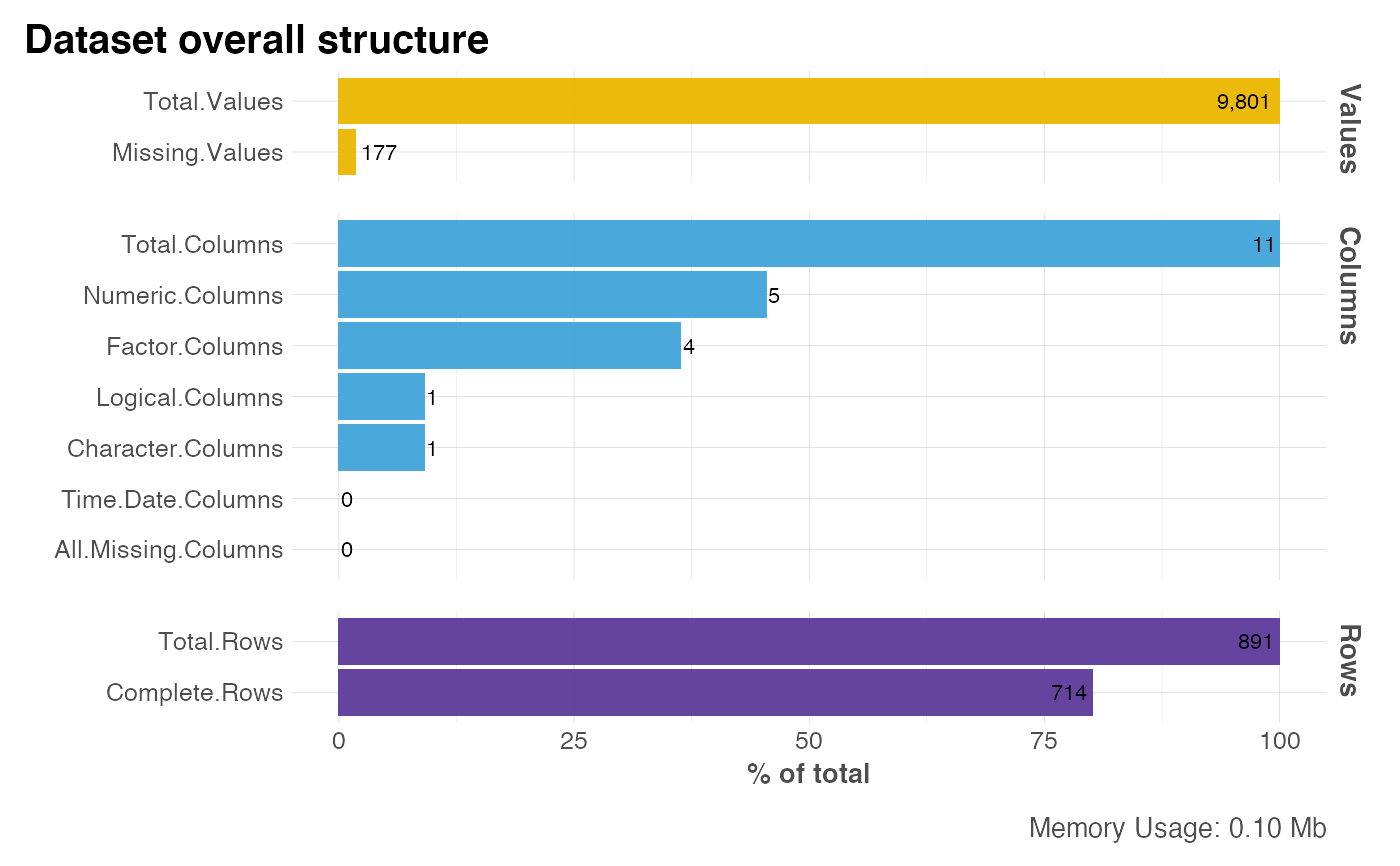 Dataset overall structure
Total.Values
9,801
Missing.Values
177
Values
Total.Columns
11
Numeric.Columns
5
Factor.Columns
4
Logical.Columns
1
Character.Columns
1
Time.Date.Columns
0
All.Missing.Columns
0
Columns
Total.Rows
891
Complete.Rows
714
Rows
0 25 50 75 100
% of total
Memory Usage: 0.10 Mb